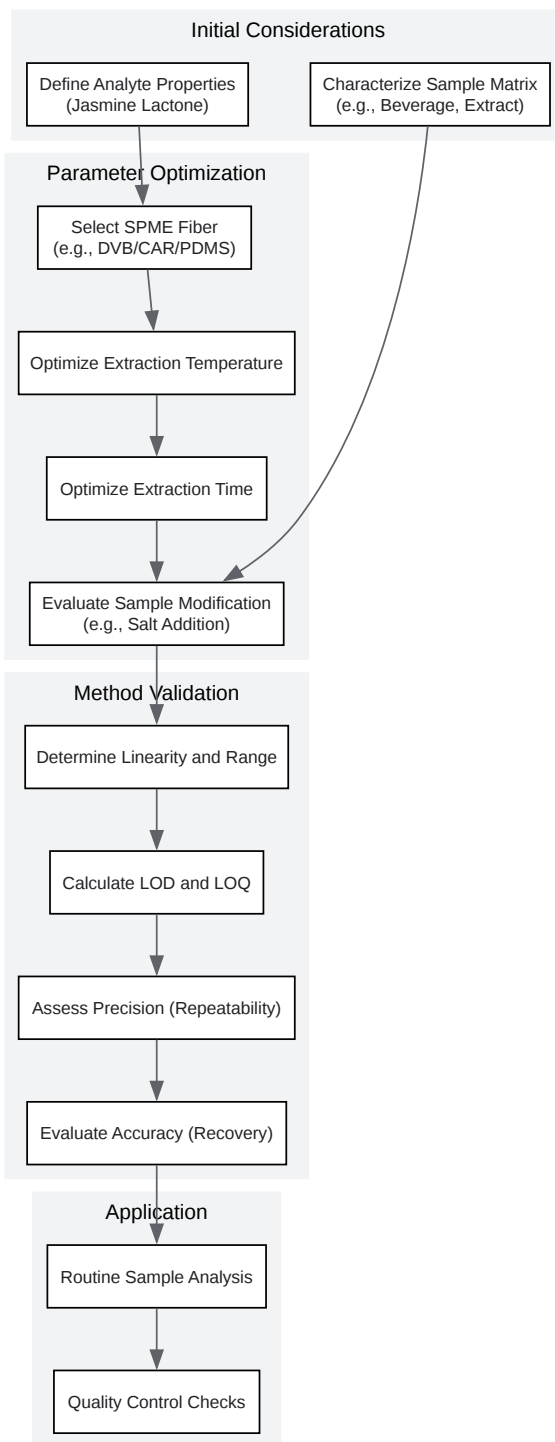 Initial Considerations
Define Analyte Properties
(Jasmine Lactone)
Characterize Sample Matrix
(e.g., Beverage, Extract)
Parameter Optimization
Select SPME Fiber
(e.g., DVB/CAR/PDMS)
Optimize Extraction Temperature
Optimize Extraction Time
Evaluate Sample Modification
(e.g., Salt Addition)
Method Validation
Determine Linearity and Range
Calculate LOD and LOQ
Assess Precision (Repeatability)
Evaluate Accuracy (Recovery)
Application
Routine Sample Analysis
Quality Control Checks